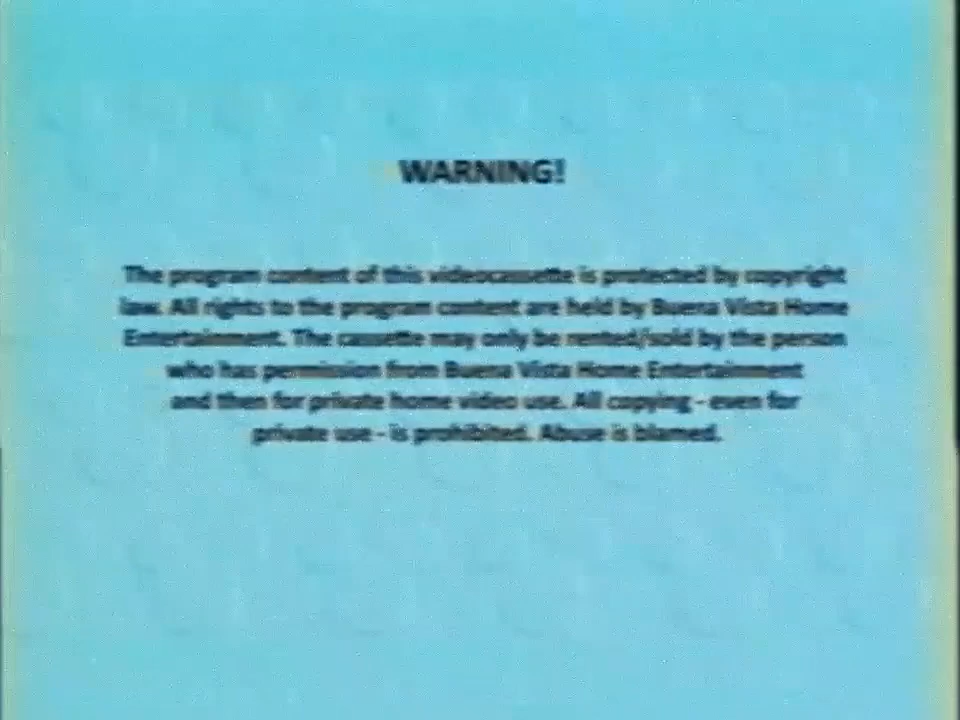 WARNING!
The program content of this videocassette is protected by copyright
law. All rights to the program content are held by Buena Vista Home
Entertainment. The cassette may only be rented/sold by the person
who has permission from Buena Vista Home Entertainment
and then for private home video use. All copying - even for
private use - is prohibited. Abuse is blamed.